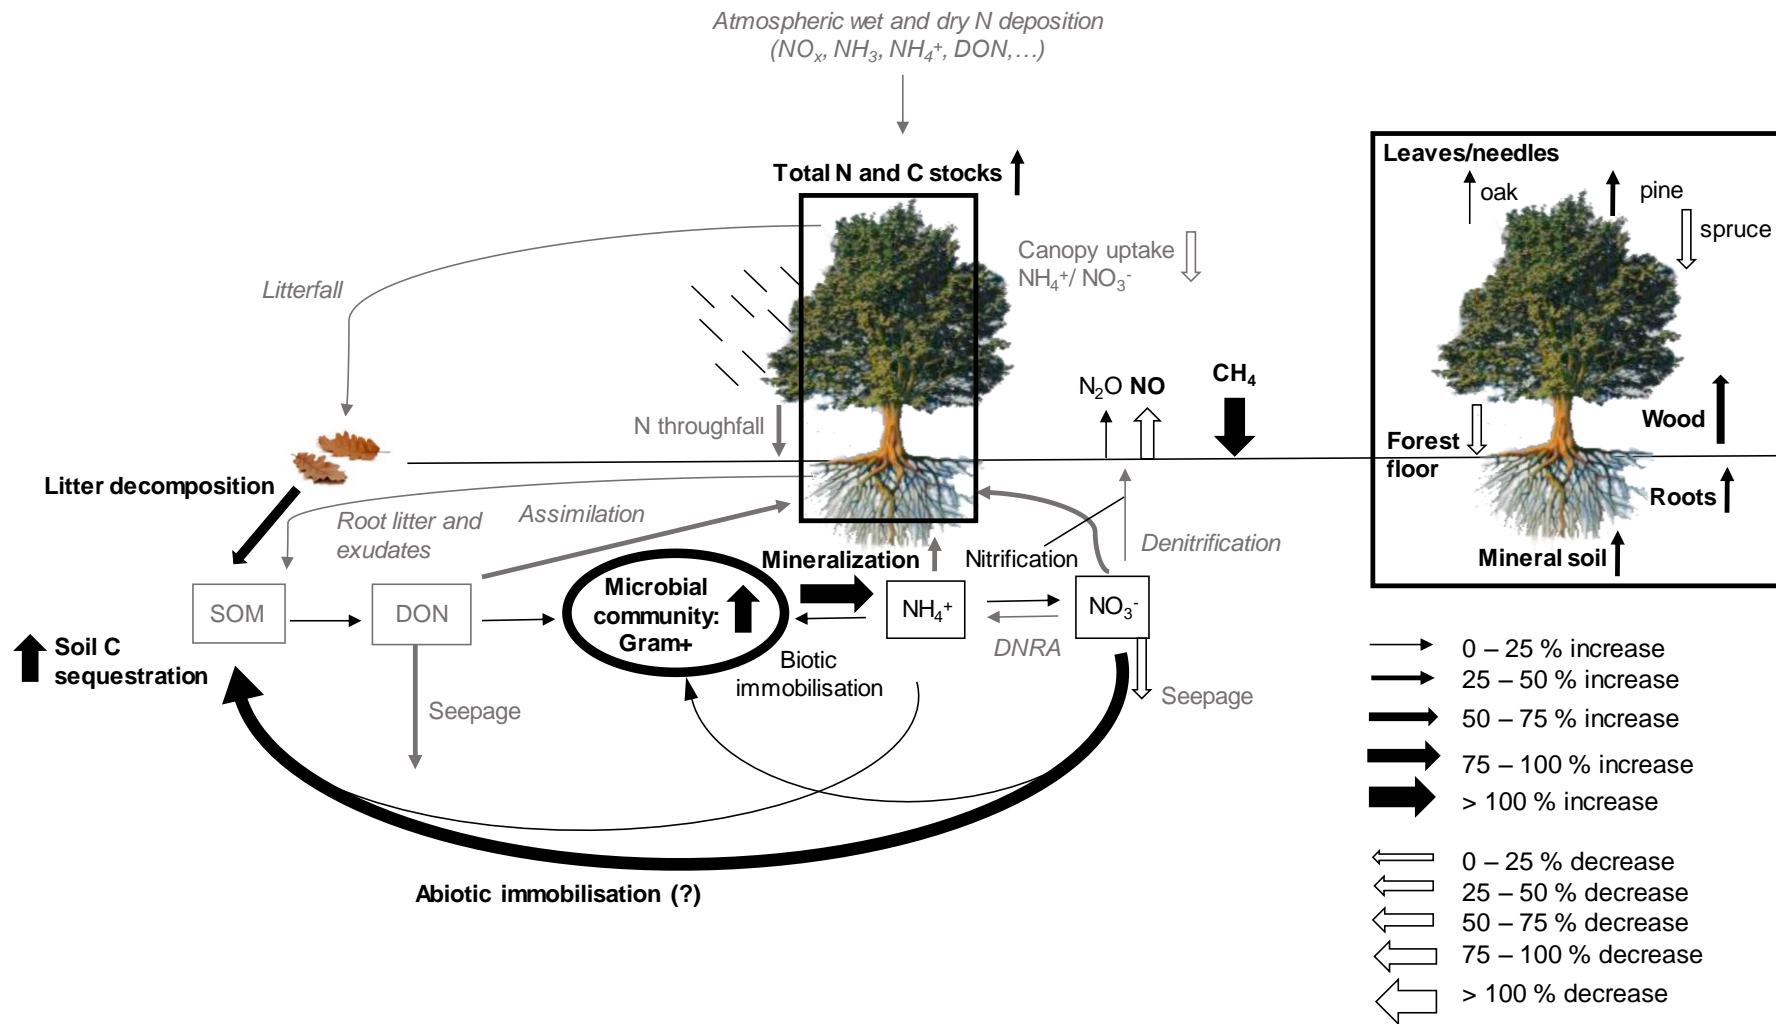 Atmospheric wet and dry N deposition
(NOₓ, NH₃, NH₄⁺, DON,…)
Total N and C stocks
Canopy uptake
NH₄⁺/ NO₃⁻
Litterfall
N throughfall
N₂O NO
CH₄
Litter decomposition
Root litter and
exudates
Assimilation
Mineralization
Nitrification
Denitrification
SOM
DON
Microbial
community:
Gram+
NH₄⁺
NO₃⁻
DNRA
Soil C
sequestration
Biotic
immobilisation
Seepage
Seepage
Abiotic immobilisation (?)
Leaves/needles
oak
pine
spruce
Wood
Forest
floor
Roots
Mineral soil
0 – 25 % increase
25 – 50 % increase
50 – 75 % increase
75 – 100 % increase
> 100 % increase
0 – 25 % decrease
25 – 50 % decrease
50 – 75 % decrease
75 – 100 % decrease
> 100 % decrease